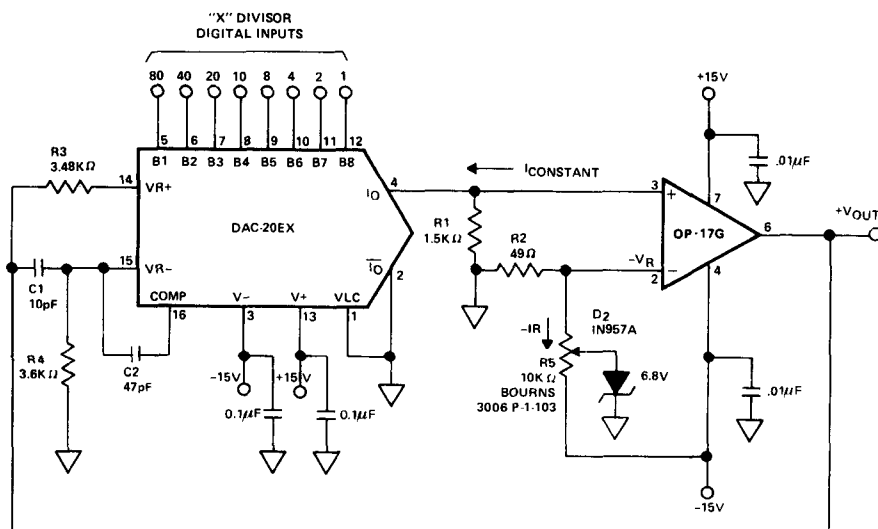 "X" DIVISOR
DIGITAL INPUTS
80 40 20 10 8 4 2 1
5 6 7 8 9 10 11 12
B1 B2 B3 B4 B5 B6 B7 B8
R3
3.48KΩ
14
VR+
IO
4
ICONSTANT
DAC-20EX
15
VR−
C1
10pF
COMP
16
V−
3
V+
13
VLC
1
IO
2
R4
3.6KΩ
C2
47pF
−15V
+15V
0.1μF
0.1μF
R1
1.5KΩ
R2
49Ω
−VR
3
+
2
−
OP-17G
7
6
4
+15V
.01μF
+VOUT
−IR
D2
IN957A
R5
10KΩ
BOURNS
3006 P-1-103
6.8V
.01μF
−15V